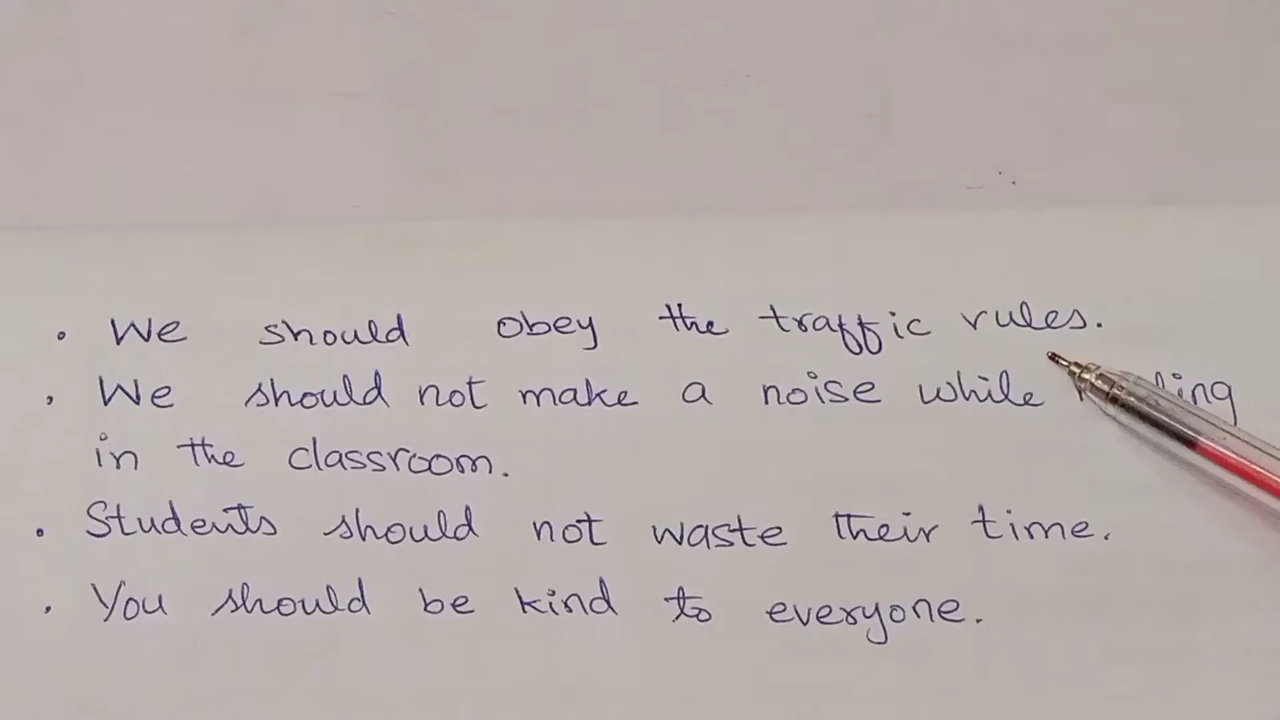 . We should obey the traffic rules.
. We should not make a noise while
in the classroom.
. Students should not waste their time.
. You should be kind to everyone.